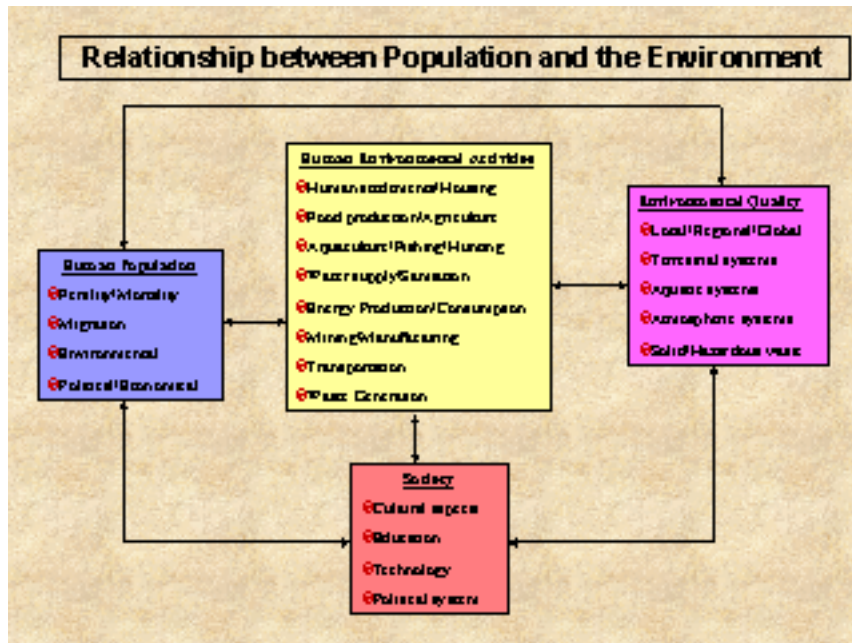 Relationship between Population and the Environment
Human Environmental Activities
Human settlements/Housing
Food production/Agriculture
Aquaculture/Fishing/Hunting
Water supply/Sanitation
Energy Production/Consumption
Mining/Manufacturing
Transportation
Waste Generation
Environmental Quality
Local/Regional/Global
Terrestrial systems
Aquatic systems
Atmospheric systems
Solid/Hazardous waste
Human Population
Fertility/Mortality
Migration
Environmental
Political/Economical
Society
Cultural aspects
Education
Technology
Political system